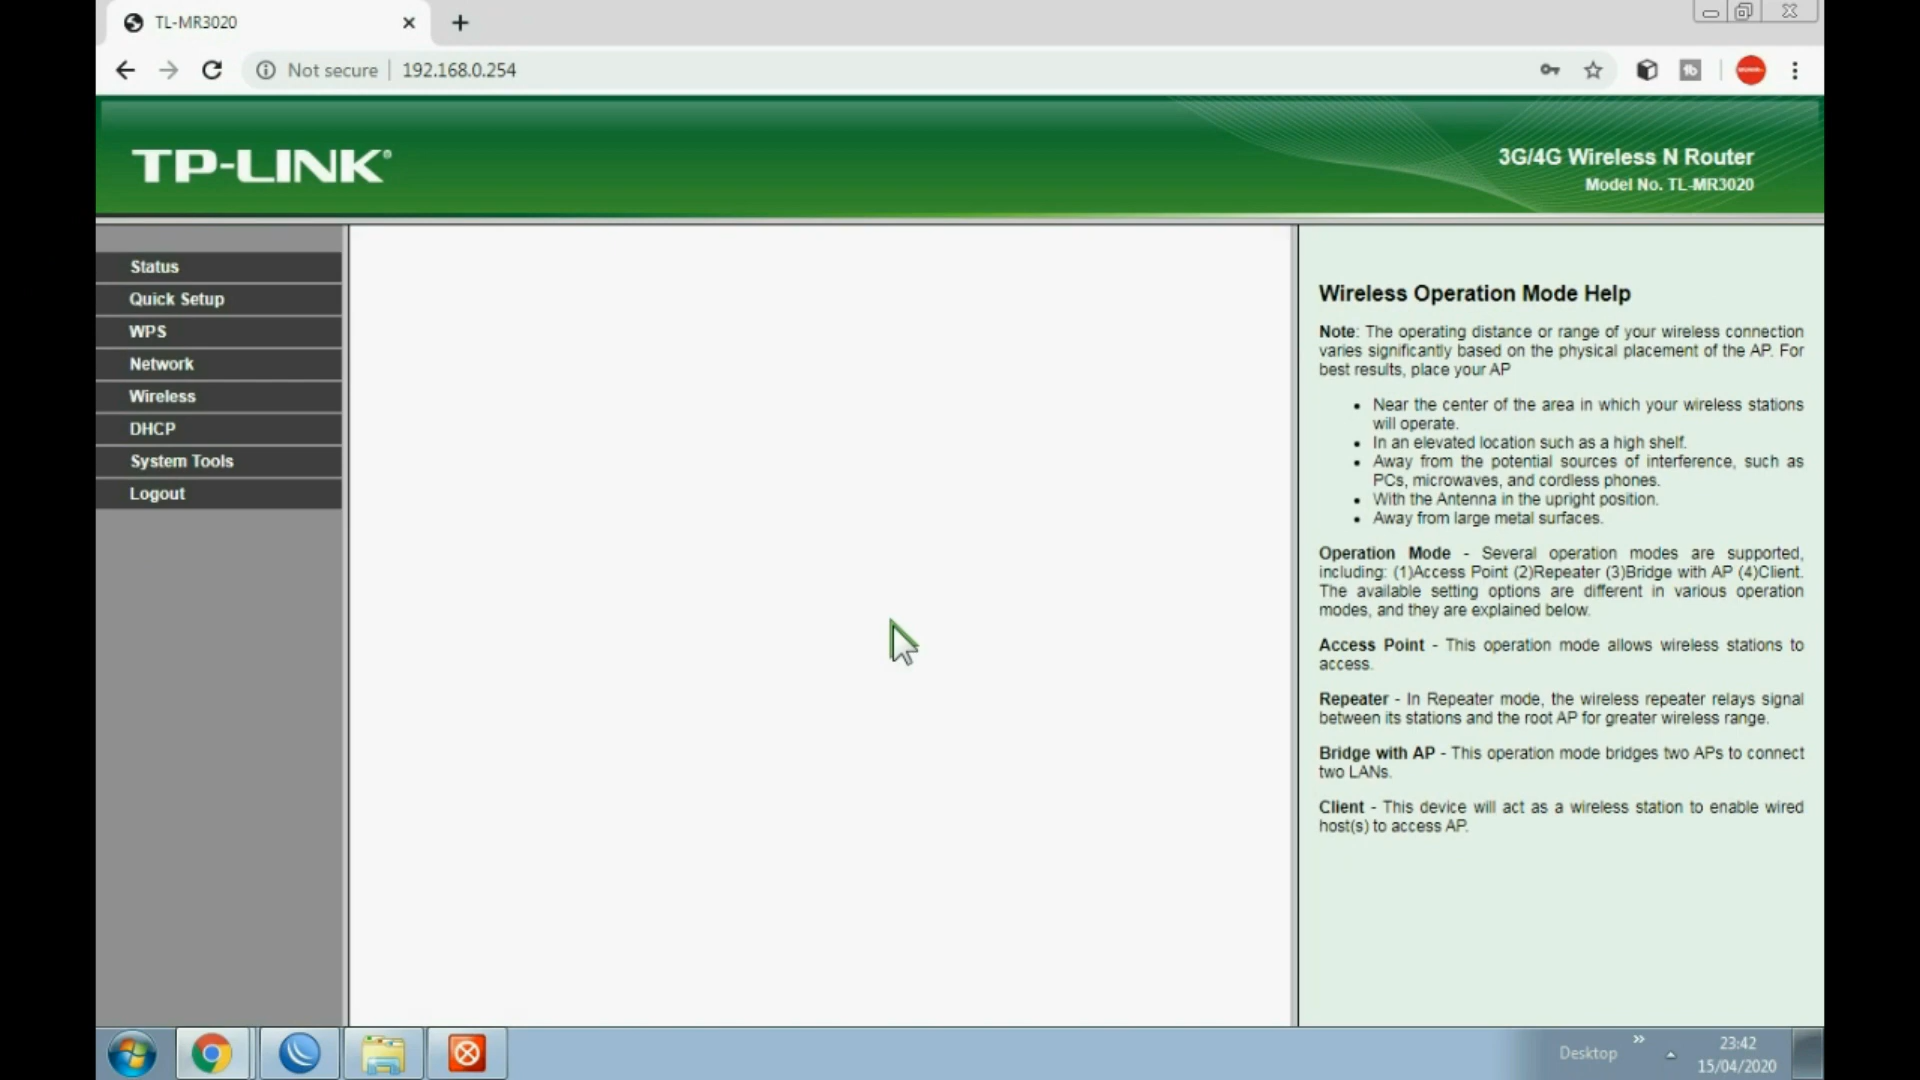 TL-MR3020
Not secure
192.168.0.254
TP-LINK®
3G/4G Wireless N Router
Model No. TL-MR3020
Status
Quick Setup
WPS
Network
Wireless
DHCP
System Tools
Logout
Wireless Operation Mode Help
Note: The operating distance or range of your wireless connection
varies significantly based on the physical placement of the AP. For
best results, place your AP
• Near the center of the area in which your wireless stations
will operate.
• In an elevated location such as a high shelf.
• Away from the potential sources of interference, such as
PCs, microwaves, and cordless phones.
• With the Antenna in the upright position.
• Away from large metal surfaces.
Operation Mode - Several operation modes are supported,
including: (1)Access Point (2)Repeater (3)Bridge with AP (4)Client.
The available setting options are different in various operation
modes, and they are explained below.
Access Point - This operation mode allows wireless stations to
access.
Repeater - In Repeater mode, the wireless repeater relays signal
between its stations and the root AP for greater wireless range.
Bridge with AP - This operation mode bridges two APs to connect
two LANs.
Client - This device will act as a wireless station to enable wired
host(s) to access AP.
Desktop
23:42
15/04/2020